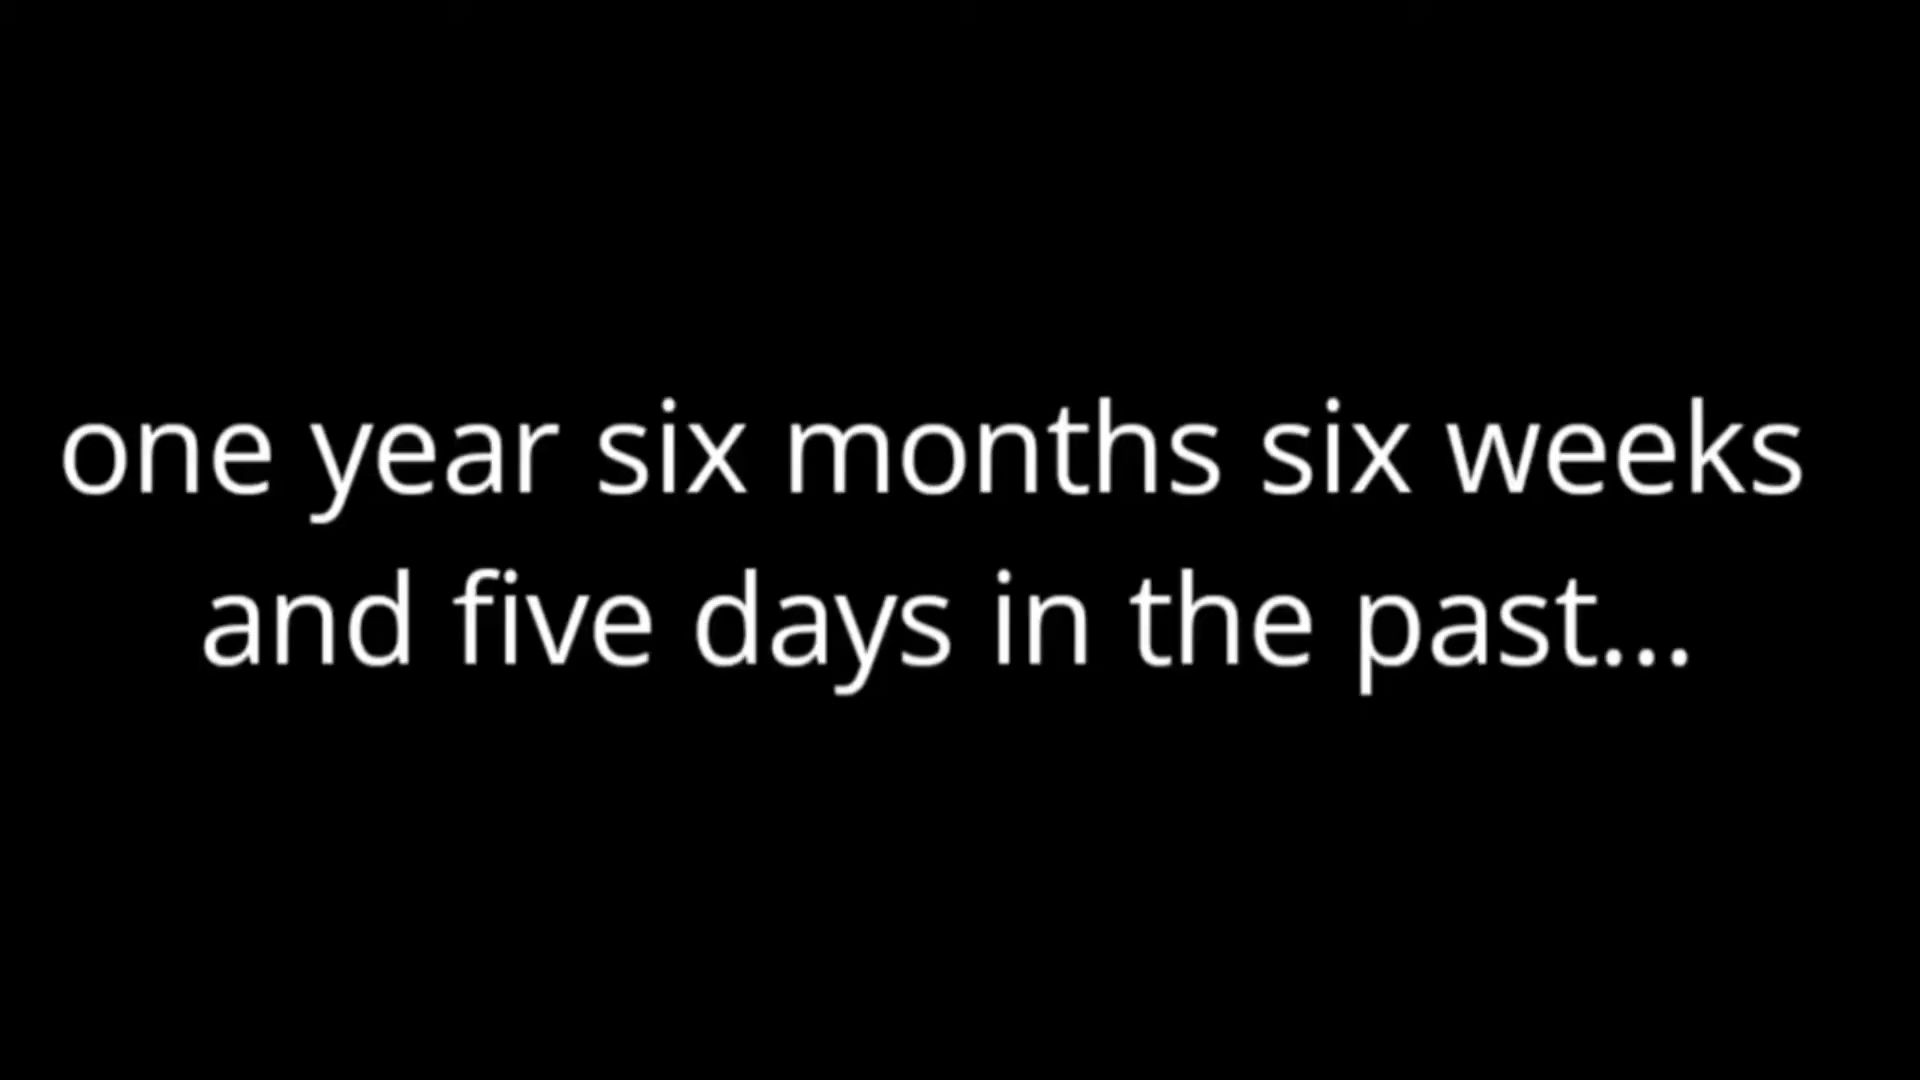 one year six months six weeks
and five days in the past...